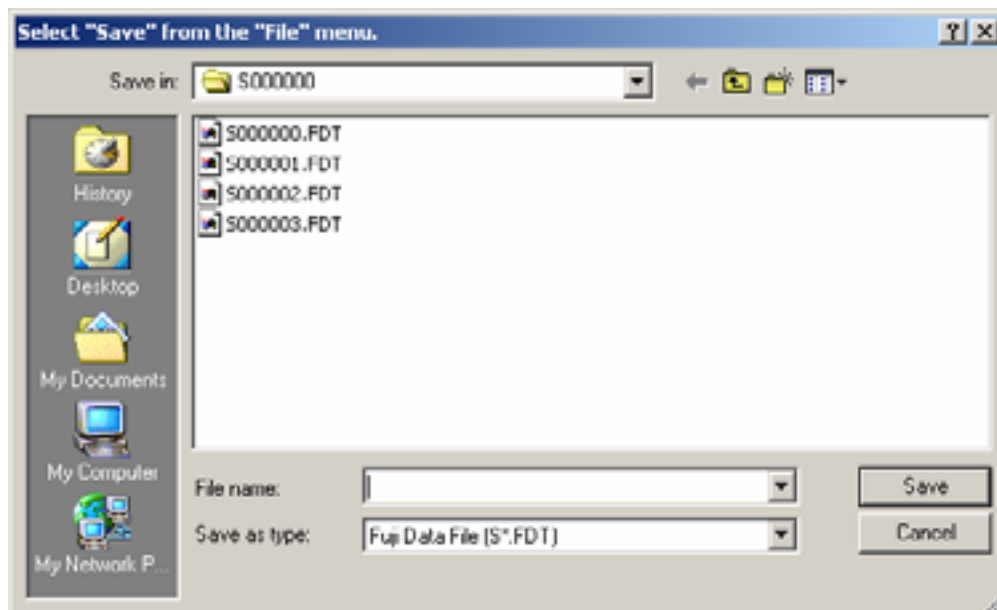 Select "Save" from the "File" menu.
Save in: S000000
S000000.FDT
S000001.FDT
S000002.FDT
S000003.FDT
History
Desktop
My Documents
My Computer
My Network P...
File name:
Save
Save as type: Fuji Data File (S*.FDT)
Cancel